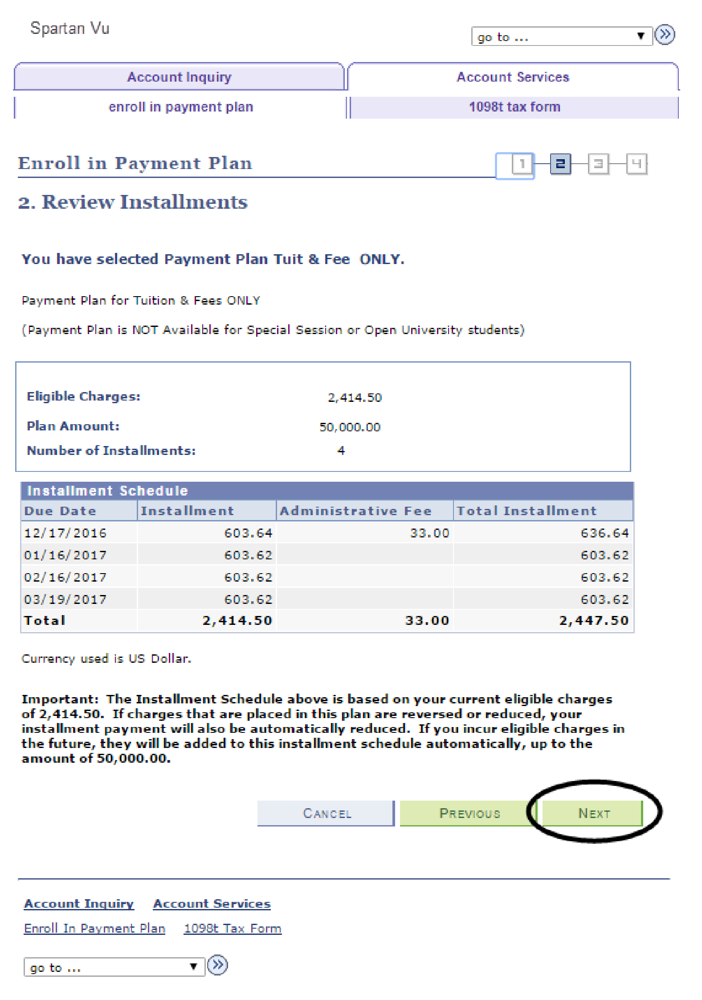 Spartan Vu
go to ...
Account Inquiry Account Services
enroll in payment plan 1098t tax form
Enroll in Payment Plan 1 2 3 4
2. Review Installments
You have selected Payment Plan Tuit & Fee ONLY.
Payment Plan for Tuition & Fees ONLY
(Payment Plan is NOT Available for Special Session or Open University students)
Eligible Charges: 2,414.50
Plan Amount: 50,000.00
Number of Installments: 4
Installment Schedule
Due Date Installment Administrative Fee Total Installment
12/17/2016 603.64 33.00 636.64
01/16/2017 603.62 603.62
02/16/2017 603.62 603.62
03/19/2017 603.62 603.62
Total 2,414.50 33.00 2,447.50
Currency used is US Dollar.
Important: The Installment Schedule above is based on your current eligible charges
of 2,414.50. If charges that are placed in this plan are reversed or reduced, your
installment payment will also be automatically reduced. If you incur eligible charges in
the future, they will be added to this installment schedule automatically, up to the
amount of 50,000.00.
CANCEL PREVIOUS NEXT
Account Inquiry Account Services
Enroll In Payment Plan 1098t Tax Form
go to ...